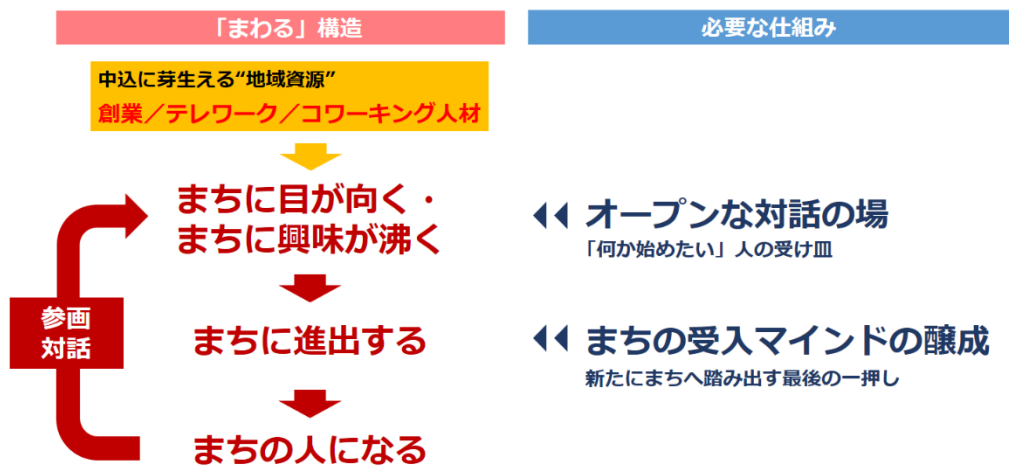 「まわる」構造
必要な仕組み
中込に芽生える“地域資源”
創業／テレワーク／コワーキング人材
まちに目が向く・
まちに興味が沸く
オープンな対話の場
「何か始めたい」人の受け皿
参画
対話
まちに進出する
まちの受入マインドの醸成
新たにまちへ踏み出す最後の一押し
まちの人になる